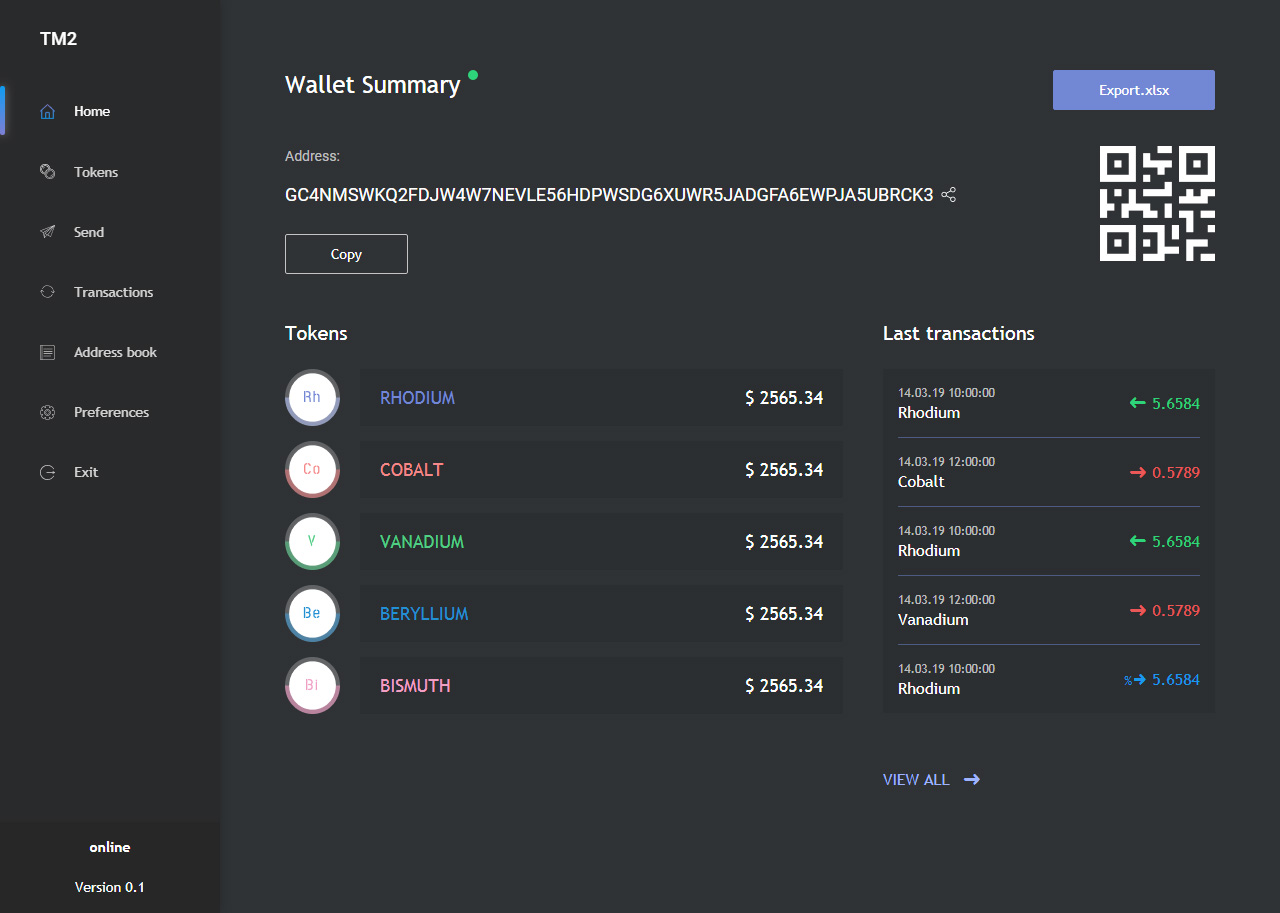 TM2
Home
Tokens
Send
Transactions
Address book
Preferences
Exit
online
Version 0.1
Wallet Summary
Export.xlsx
Address:
GC4NMSWKQ2FDJW4W7NEVLE56HDPWSDG6XUWR5JADGFA6EWPJA5UBRCK3
Copy
Tokens
Rh RHODIUM $ 2565.34
Co COBALT $ 2565.34
V VANADIUM $ 2565.34
Be BERYLLIUM $ 2565.34
Bi BISMUTH $ 2565.34
Last transactions
14.03.19 10:00:00
Rhodium ← 5.6584
14.03.19 12:00:00
Cobalt → 0.5789
14.03.19 10:00:00
Rhodium ← 5.6584
14.03.19 12:00:00
Vanadium → 0.5789
14.03.19 10:00:00
Rhodium %→ 5.6584
VIEW ALL →